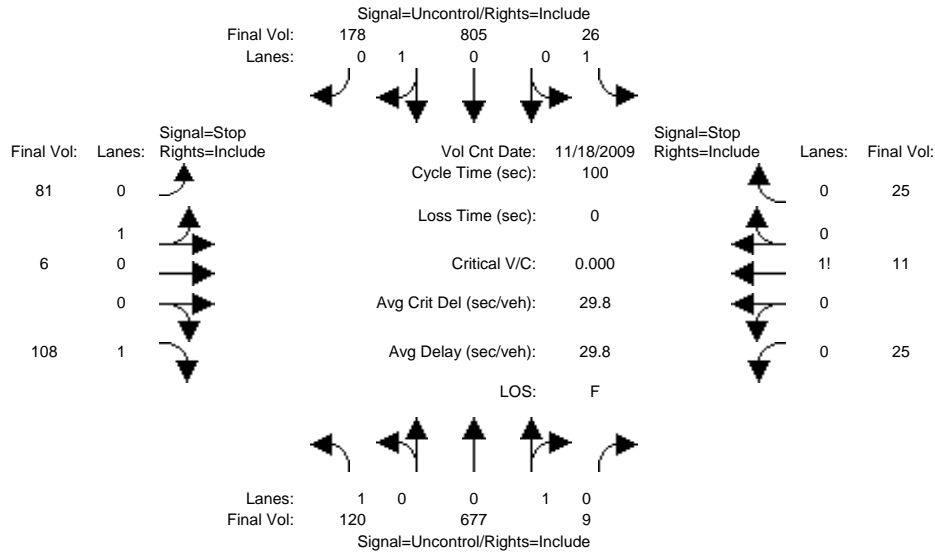 Signal=Uncontrol/Rights=Include
Final Vol: 178 805 26
Lanes: 0 1 0 0 1
Signal=Stop
Final Vol: Lanes: Rights=Include
Vol Cnt Date: 11/18/2009
Signal=Stop
Rights=Include Lanes: Final Vol:
Cycle Time (sec): 100
81 0
0 25
Loss Time (sec): 0
1
0
6 0
Critical V/C: 0.000
1! 11
0
Avg Crit Del (sec/veh): 29.8
0
108 1
Avg Delay (sec/veh): 29.8
0 25
LOS: F
Lanes: 1 0 0 1 0
Final Vol: 120 677 9
Signal=Uncontrol/Rights=Include